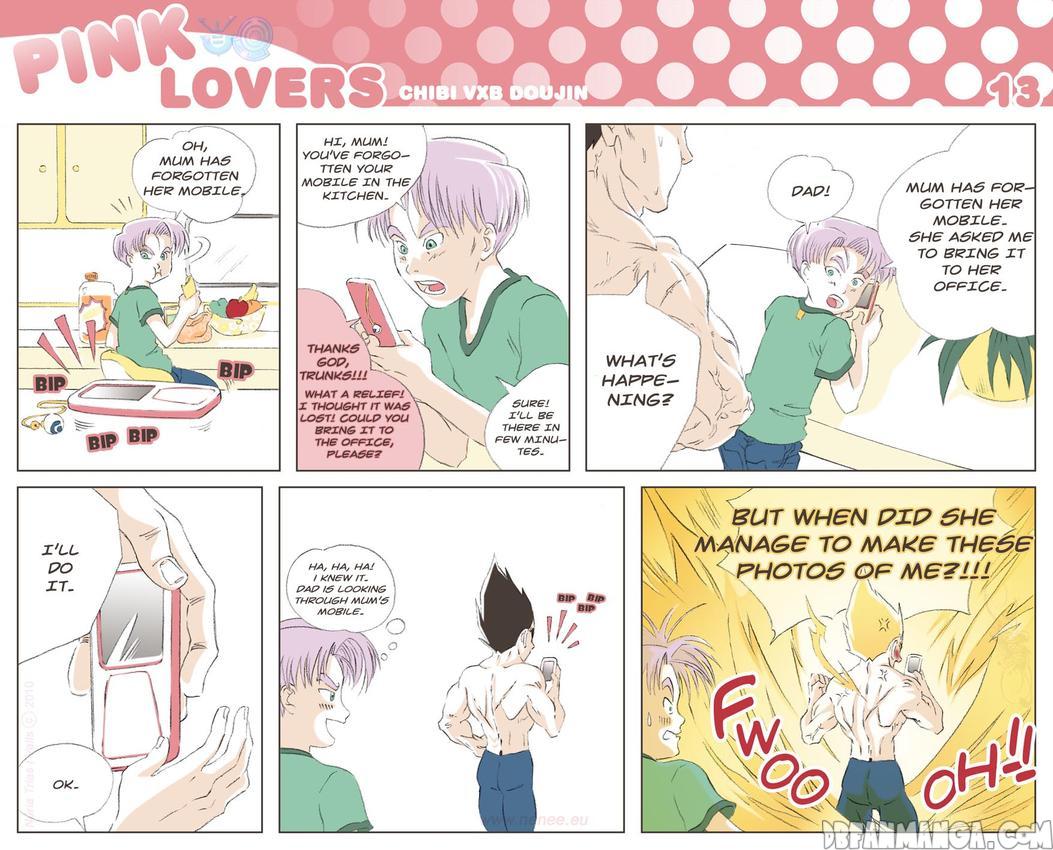 PINK
LOVERS
CHIBI VXB DOUJIN
13
OH,
MUM HAS
FORGOTTEN
HER MOBILE.
BIP
BIP
BIP BIP
HI, MUM!
YOU'VE FORGO-
TTEN YOUR
MOBILE IN THE
KITCHEN.
THANKS
GOD,
TRUNKS!!!
WHAT A RELIEF!
I THOUGHT IT WAS
LOST! COULD YOU
BRING IT TO
THE OFFICE,
PLEASE?
SURE!
I'LL BE
THERE IN
FEW MINU-
TES.
DAD!
MUM HAS FOR-
GOTTEN HER
MOBILE.
SHE ASKED ME
TO BRING IT
TO HER
OFFICE.
WHAT'S
HAPPE-
NING?
I'LL
DO
IT.
OK.
HA, HA, HA!
I KNEW IT.
DAD IS LOOKING
THROUGH MUM'S
MOBILE.
BIP BIP
BIP
www.nenee.eu
BUT WHEN DID SHE
MANAGE TO MAKE THESE
PHOTOS OF ME?!!!
FWOO
OH!!
DBFANMANGA.COM